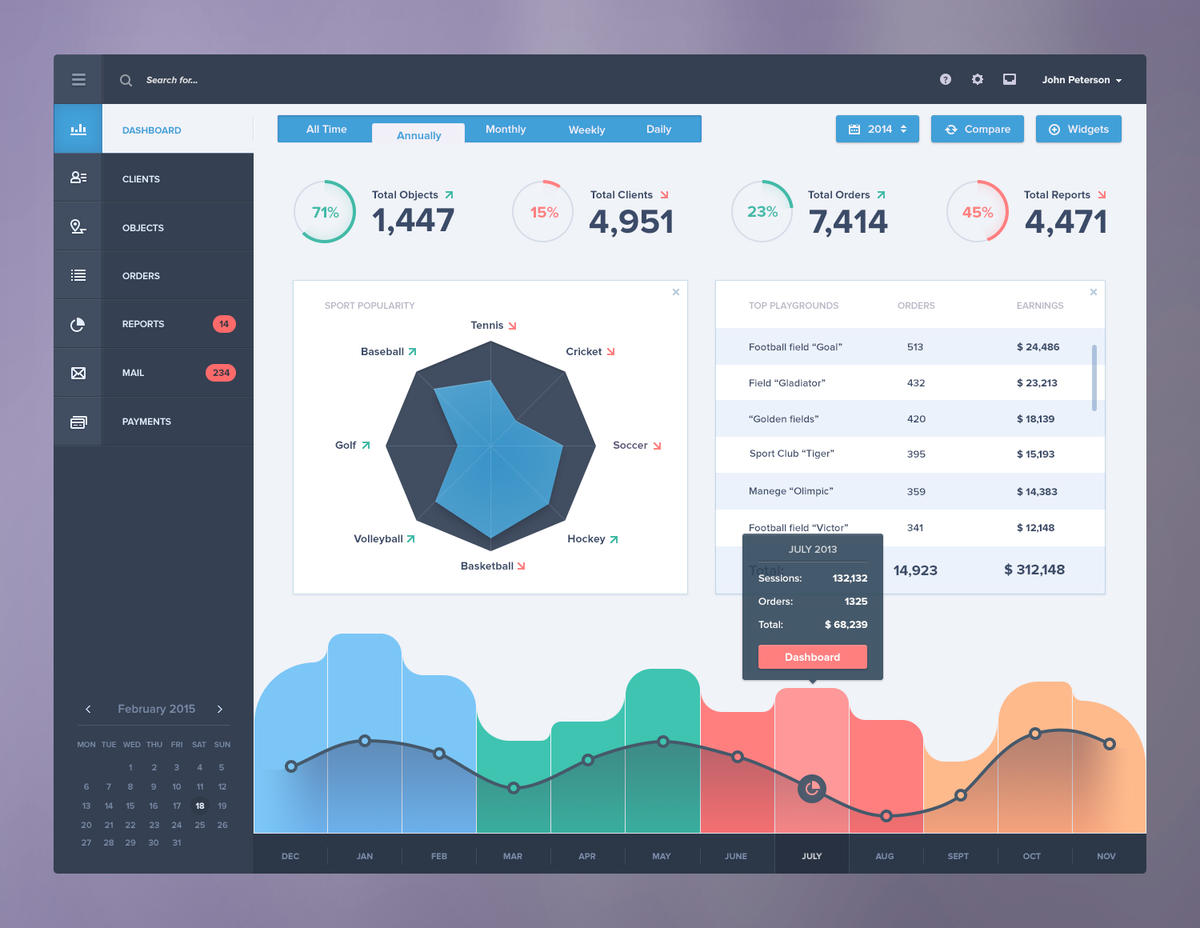 Search for...
John Peterson
DASHBOARD
CLIENTS
OBJECTS
ORDERS
REPORTS 14
MAIL 234
PAYMENTS
All Time Annually Monthly Weekly Daily
2014 Compare Widgets
71% Total Objects 1,447
15% Total Clients 4,951
23% Total Orders 7,414
45% Total Reports 4,471
SPORT POPULARITY
Tennis
Baseball Cricket
Golf Soccer
Volleyball Hockey
Basketball
TOP PLAYGROUNDS ORDERS EARNINGS
Football field “Goal” 513 $ 24,486
Field “Gladiator” 432 $ 23,213
“Golden fields” 420 $ 18,139
Sport Club “Tiger” 395 $ 15,193
Manege “Olimpic” 359 $ 14,383
Football field “Victor” 341 $ 12,148
Total: 14,923 $ 312,148
JULY 2013
Sessions: 132,132
Orders: 1325
Total: $ 68,239
Dashboard
February 2015
MON TUE WED THU FRI SAT SUN
1 2 3 4 5
6 7 8 9 10 11 12
13 14 15 16 17 18 19
20 21 22 23 24 25 26
27 28 29 30 31
DEC JAN FEB MAR APR MAY JUNE JULY AUG SEPT OCT NOV